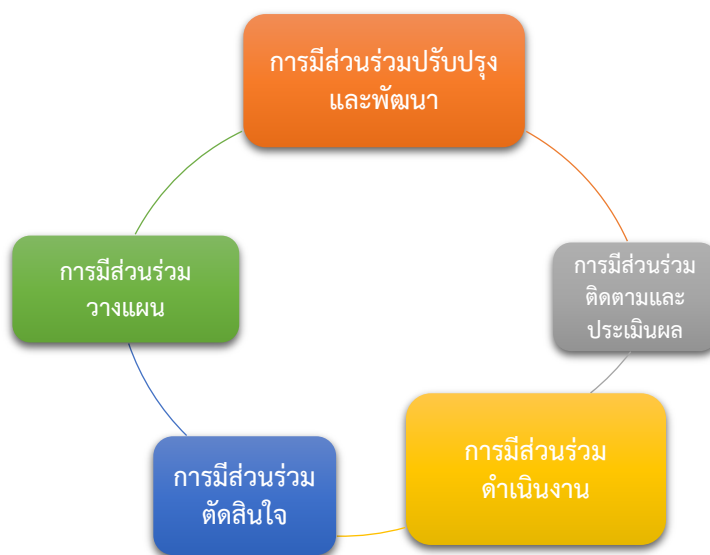 การมีส่วนร่วมปรับปรุง
และพัฒนา
การมีส่วนร่วม
วางแผน
การมีส่วนร่วม
ติดตามและ
ประเมินผล
การมีส่วนร่วม
ดำเนินงาน
การมีส่วนร่วม
ตัดสินใจ